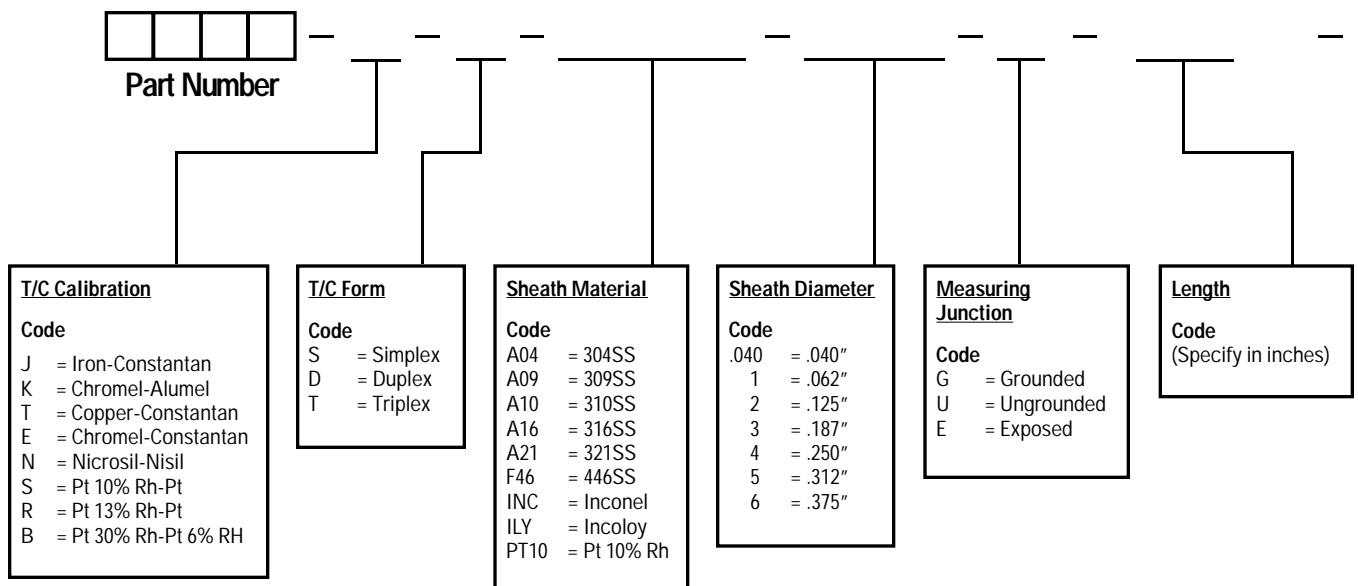 Part Number
T/C Calibration
Code
J = Iron-Constantan
K = Chromel-Alumel
T = Copper-Constantan
E = Chromel-Constantan
N = Nicrosil-Nisil
S = Pt 10% Rh-Pt
R = Pt 13% Rh-Pt
B = Pt 30% Rh-Pt 6% RH
T/C Form
Code
S = Simplex
D = Duplex
T = Triplex
Sheath Material
Code
A04 = 304SS
A09 = 309SS
A10 = 310SS
A16 = 316SS
A21 = 321SS
F46 = 446SS
INC = Inconel
ILY = Incoloy
PT10 = Pt 10% Rh
Sheath Diameter
Code
.040 = .040″
1 = .062″
2 = .125″
3 = .187″
4 = .250″
5 = .312″
6 = .375″
Measuring
Junction
Code
G = Grounded
U = Ungrounded
E = Exposed
Length
Code
(Specify in inches)